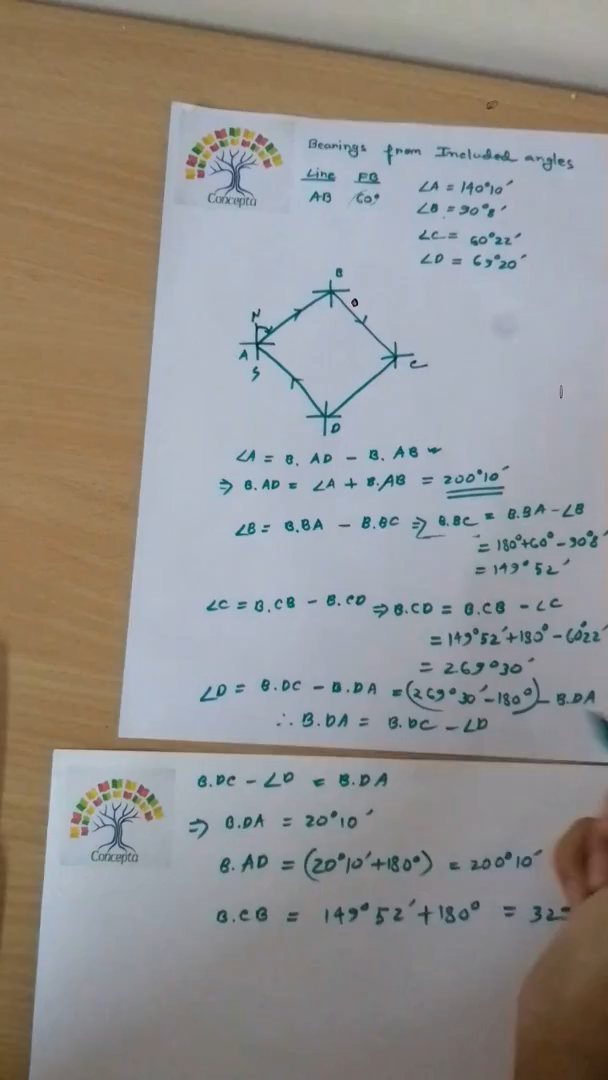 Concepta
Bearings from Included angles
Line FB
AB 60°
∠A = 140°10′
∠B = 90°8′
∠C = 60°22′
∠D = 69°20′
B
N
A
C
S
D
∠A = B.AD - B.AB
⇒ B.AD = ∠A + B.AB = 200°10′
∠B = B.BA - B.BC ⇒ B.BC = B.BA - ∠B
= 180°+60° - 90°8′
= 149°52′
∠C = B.CB - B.CD ⇒ B.CD = B.CB - ∠C
= 149°52′+180° - 60°22′
= 269°30′
∠D = B.DC - B.DA = (269°30′-180°) - B.DA
∴ B.DA = B.DC - ∠D
Concepta
B.DC - ∠D = B.DA
⇒ B.DA = 20°10′
B.AD = (20°10′+180°) = 200°10′
B.CB = 149°52′+180° = 32